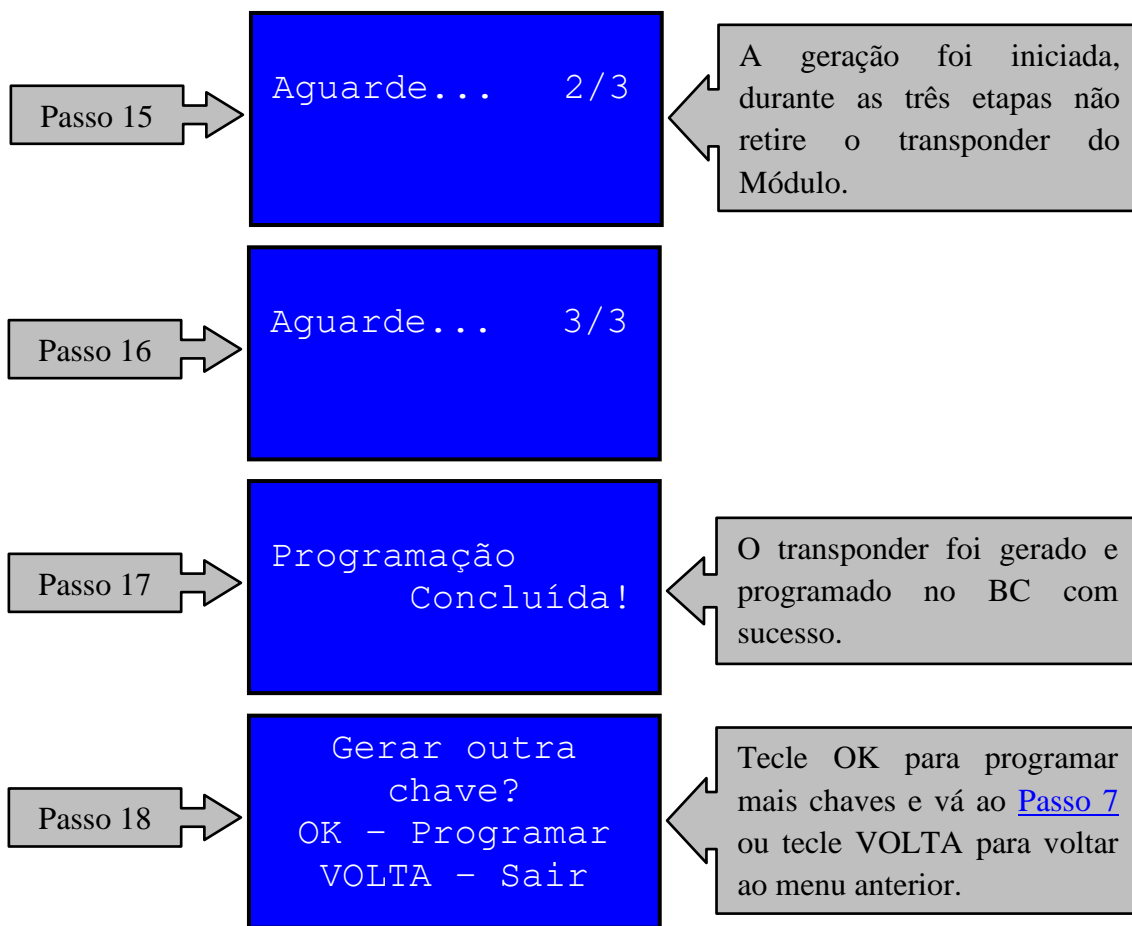 Passo 15
Aguarde... 2/3
A geração foi iniciada,
durante as três etapas não
retire o transponder do
Módulo.
Passo 16
Aguarde... 3/3
Passo 17
Programação
Concluída!
O transponder foi gerado e
programado no BC com
sucesso.
Passo 18
Gerar outra
chave?
OK – Programar
VOLTA – Sair
Tecle OK para programar
mais chaves e vá ao Passo 7
ou tecle VOLTA para voltar
ao menu anterior.